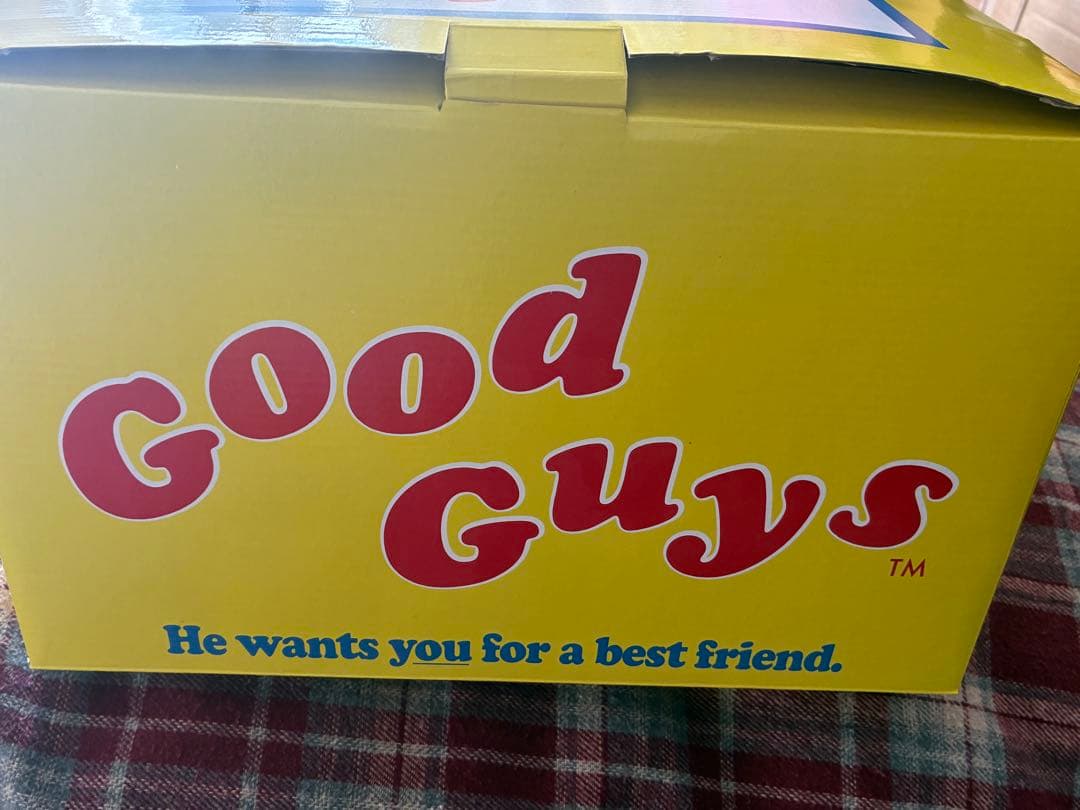 Good
Guys
TM
He wants you for a best friend.